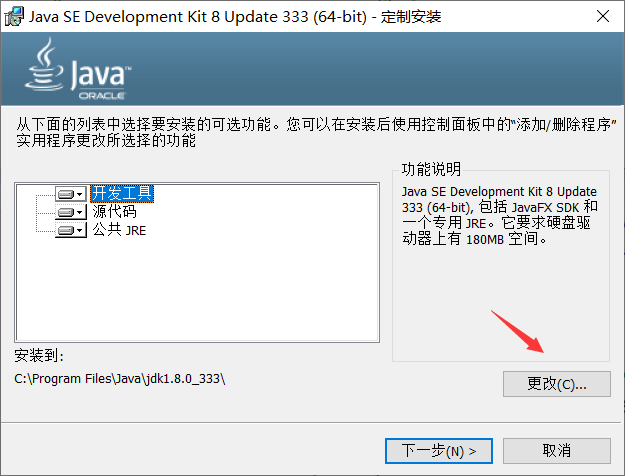 Java SE Development Kit 8 Update 333 (64-bit) - 定制安装
Java™
ORACLE
从下面的列表中选择要安装的可选功能。您可以在安装后使用控制面板中的“添加/删除程序”
实用程序更改所选择的功能
开发工具
源代码
公共 JRE
功能说明
Java SE Development Kit 8 Update
333 (64-bit), 包括 JavaFX SDK 和
一个专用 JRE。它要求硬盘驱
动器上有 180MB 空间。
安装到:
C:\Program Files\Java\jdk1.8.0_333\
更改(C)...
下一步(N) >
取消